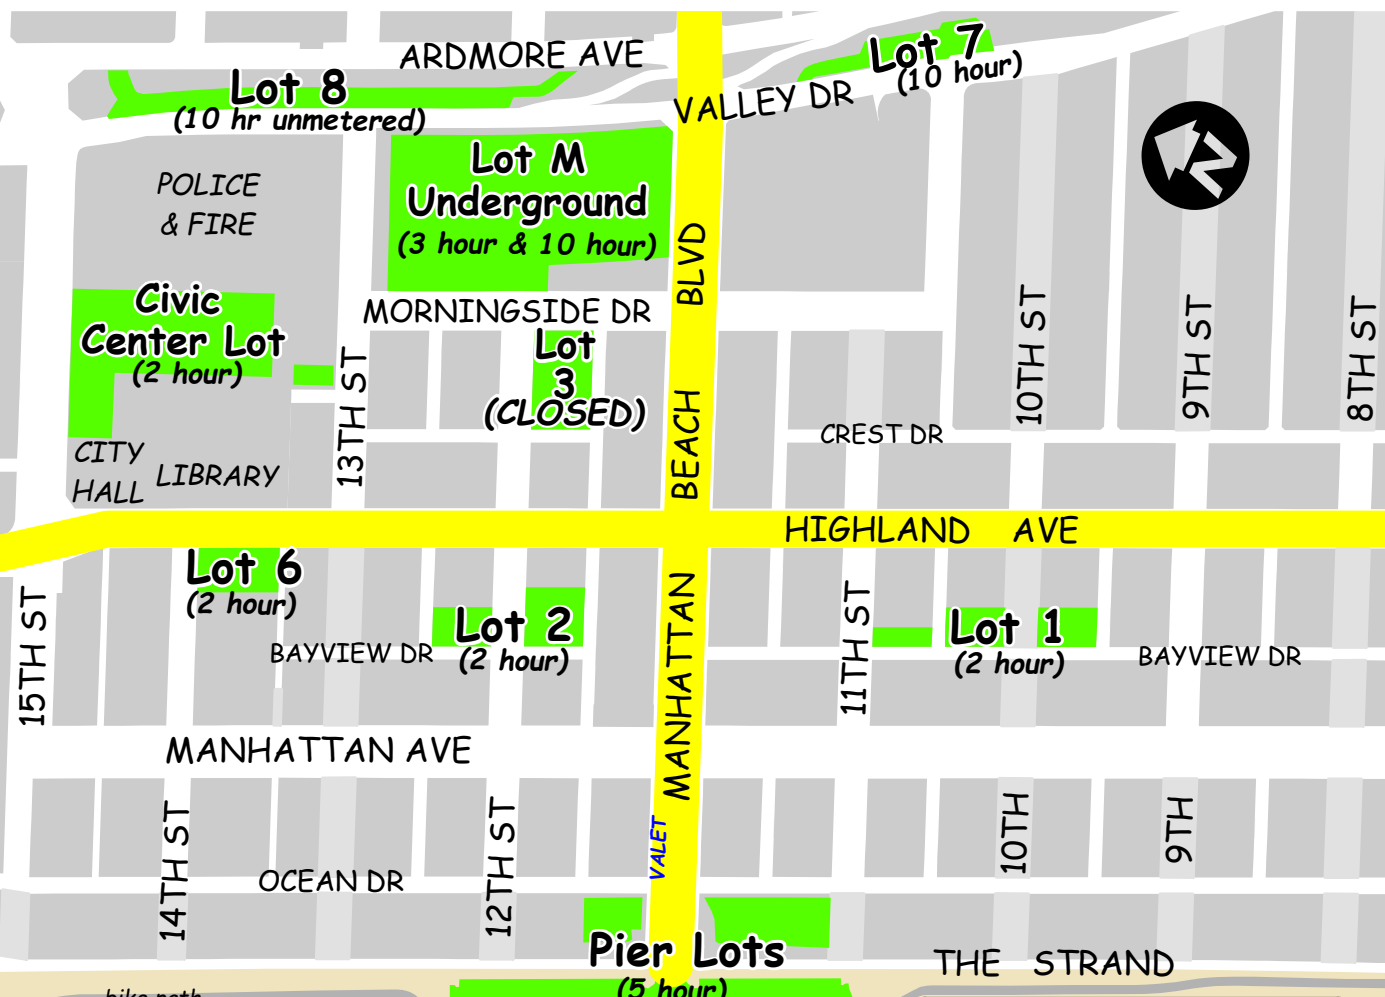 ARDMORE AVE
Lot 7
(10 hour)
Lot 8
(10 hr unmetered)
VALLEY DR
POLICE
& FIRE
Lot M
Underground
(3 hour & 10 hour)
N
Civic
Center Lot
(2 hour)
MORNINGSIDE DR
Lot
3
(CLOSED)
13TH ST
MANHATTAN BEACH BLVD
10TH ST
9TH ST
8TH ST
CREST DR
CITY
HALL
LIBRARY
HIGHLAND AVE
Lot 6
(2 hour)
15TH ST
BAYVIEW DR
Lot 2
(2 hour)
11TH ST
Lot 1
(2 hour)
BAYVIEW DR
MANHATTAN AVE
14TH ST
12TH ST
VALET
10TH
9TH
OCEAN DR
Pier Lots
(5 hour)
THE STRAND
bike path